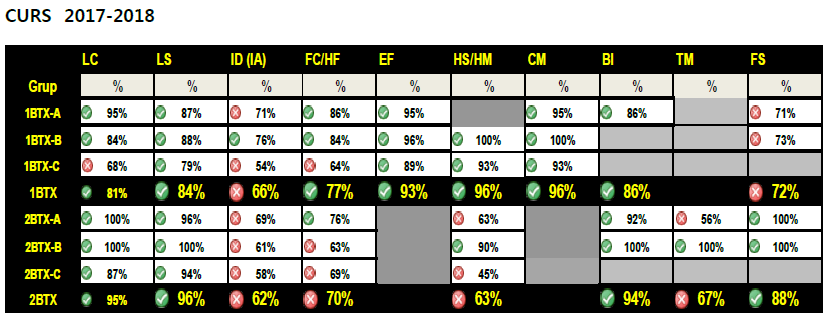 CURS 2017-2018
LC LS ID (IA) FC/HF EF HS/HM CM BI TM FS
Grup % % % % % % % % % %
1BTX-A 95% 87% 71% 86% 95% 95% 86% 71%
1BTX-B 84% 88% 76% 84% 96% 100% 100% 73%
1BTX-C 68% 79% 54% 64% 89% 93% 93%
1BTX 81% 84% 66% 77% 93% 96% 96% 86% 72%
2BTX-A 100% 96% 69% 76% 63% 92% 56% 100%
2BTX-B 100% 100% 61% 63% 90% 100% 100% 100%
2BTX-C 87% 94% 58% 69% 45%
2BTX 95% 96% 62% 70% 63% 94% 67% 88%